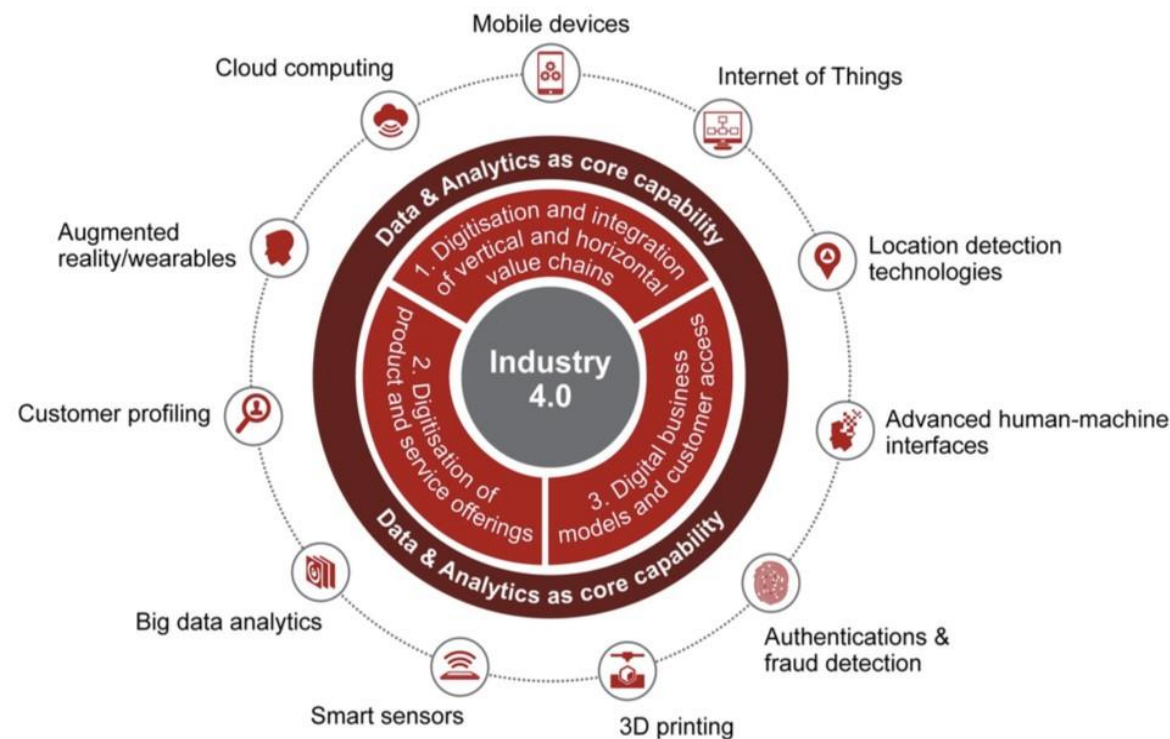 Mobile devices
Cloud computing
Internet of Things
Augmented
reality/wearables
Location detection
technologies
Customer profiling
Advanced human-machine
interfaces
Big data analytics
Authentications &
fraud detection
Smart sensors
3D printing
Data & Analytics as core capability
1. Digitisation and integration
of vertical and horizontal
value chains
Industry
4.0
2. Digitisation of
product and service offerings
3. Digital business
models and customer access
Data & Analytics as core capability